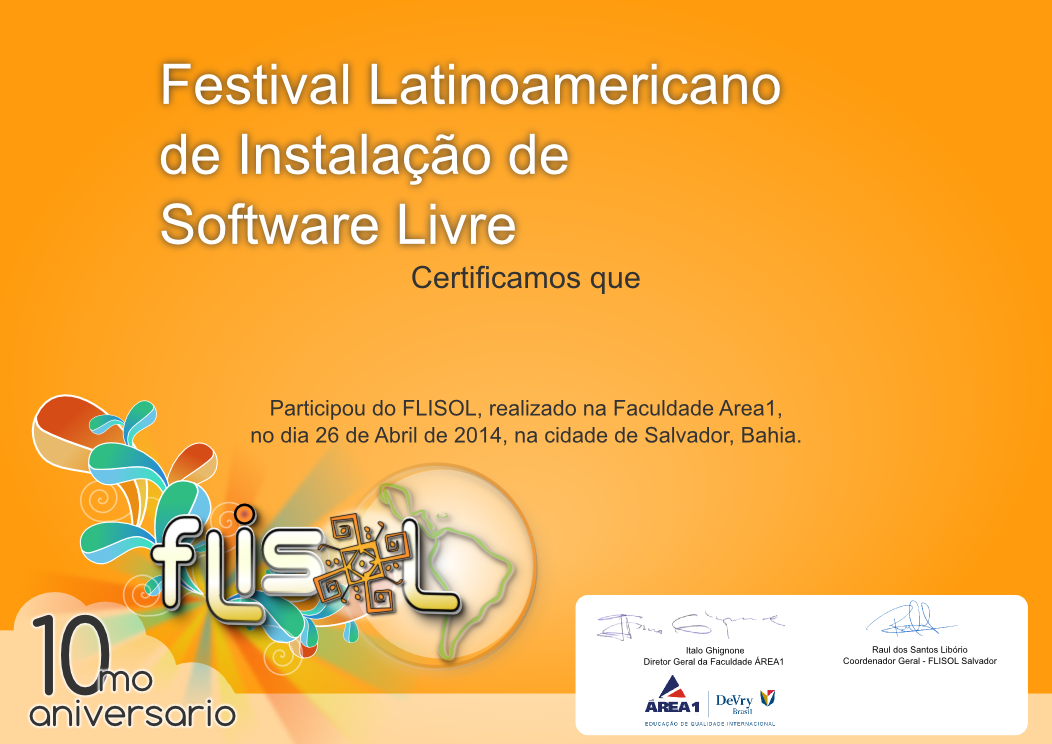 Festival Latinoamericano
de Instalação de
Software Livre
Certificamos que
Participou do FLISOL, realizado na Faculdade Area1,
no dia 26 de Abril de 2014, na cidade de Salvador, Bahia.
flisol
10mo
aniversario
Italo Ghignone
Diretor Geral da Faculdade ÁREA1
Raul dos Santos Libório
Coordenador Geral - FLISOL Salvador
ÁREA1
DeVry
Brasil
EDUCAÇÃO DE QUALIDADE INTERNACIONAL